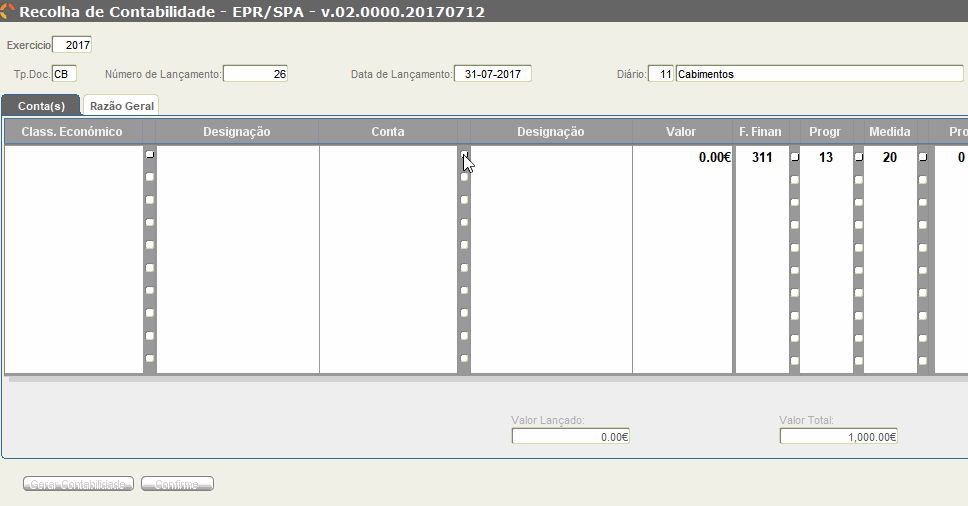 Recolha de Contabilidade - EPR/SPA - v.02.0000.20170712
Exercicio 2017
Tp.Doc. CB Número de Lançamento: 26 Data de Lançamento: 31-07-2017 Diário: 11 Cabimentos
Conta(s) Razão Geral
Class. Económico Designação Conta Designação Valor F. Finan Progr Medida Pro
0.00€ 311 13 20 0
Valor Lançado: Valor Total:
0.00€ 1,000.00€
Gerar Contabilidade Confirme